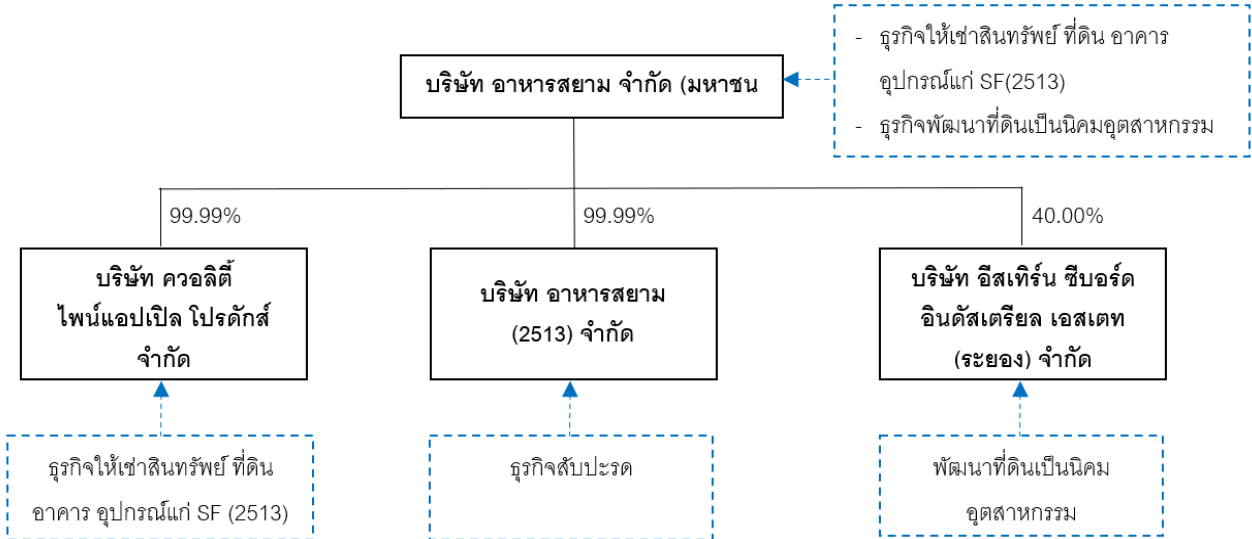 - ธุรกิจให้เช่าสินทรัพย์ ที่ดิน อาคาร
อุปกรณ์แก่ SF(2513)
- ธุรกิจพัฒนาที่ดินเป็นนิคมอุตสาหกรรม
บริษัท อาหารสยาม จำกัด (มหาชน
99.99%
99.99%
40.00%
บริษัท ควอลิตี้
ไพน์แอปเปิล โปรดักส์
จำกัด
บริษัท อาหารสยาม
(2513) จำกัด
บริษัท อีสเทิร์น ซีบอร์ด
อินดัสเตรียล เอสเตท
(ระยอง) จำกัด
ธุรกิจให้เช่าสินทรัพย์ ที่ดิน
อาคาร อุปกรณ์แก่ SF (2513)
ธุรกิจสับปะรด
พัฒนาที่ดินเป็นนิคม
อุตสาหกรรม